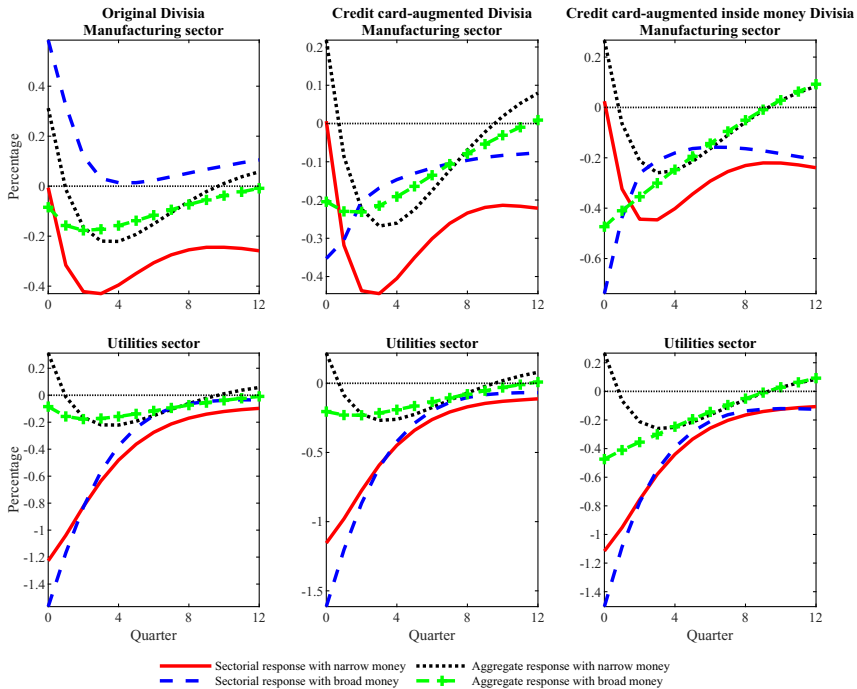 Original Divisia
Manufacturing sector
Credit card-augmented Divisia
Manufacturing sector
Credit card-augmented inside money Divisia
Manufacturing sector
Percentage
0.4
0.2
0
-0.2
-0.4
0 4 8 12
0.2
0.1
0
-0.1
-0.2
-0.3
-0.4
0 4 8 12
0.2
0
-0.2
-0.4
-0.6
0 4 8 12
Utilities sector
Utilities sector
Utilities sector
Percentage
0.2
0
-0.2
-0.4
-0.6
-0.8
-1
-1.2
-1.4
0 4 8 12
Quarter
0
-0.5
-1
-1.5
0 4 8 12
Quarter
0.2
0
-0.2
-0.4
-0.6
-0.8
-1
-1.2
-1.4
0 4 8 12
Quarter
Sectorial response with narrow money
Sectorial response with broad money
Aggregate response with narrow money
Aggregate response with broad money